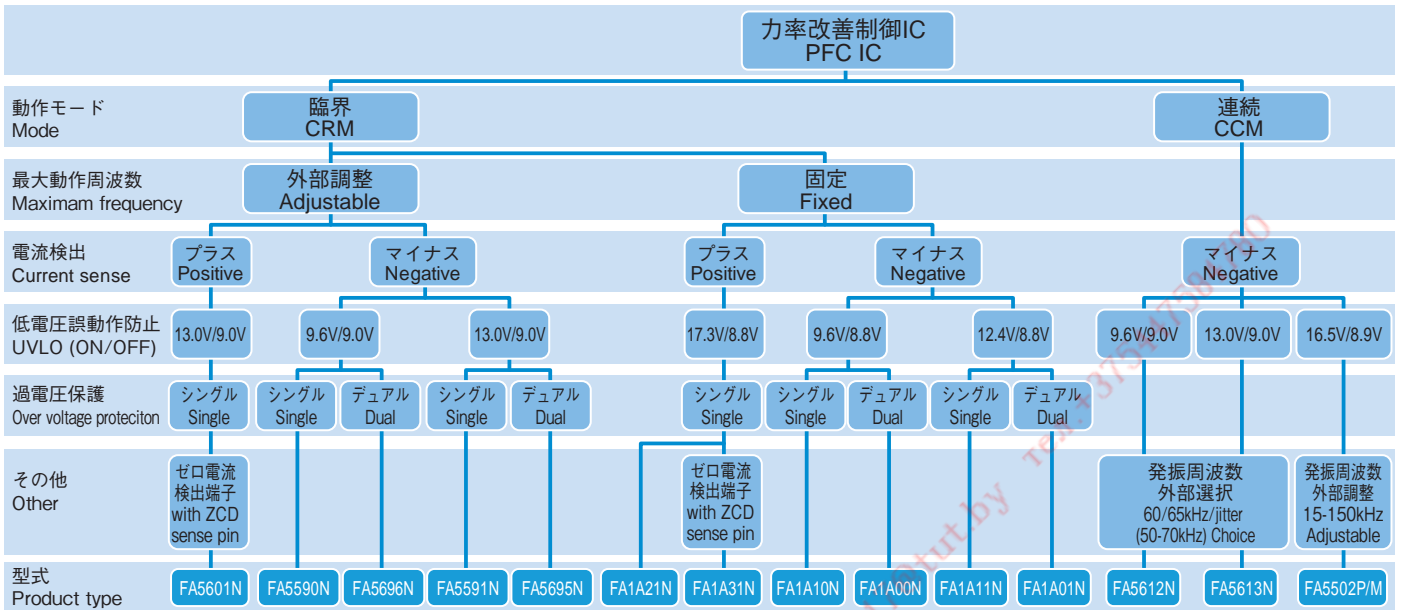 力率改善制御IC
PFC IC
動作モード
Mode
臨界
CRM
連続
CCM
最大動作周波数
Maximam frequency
外部調整
Adjustable
固定
Fixed
電流検出
Current sense
プラス
Positive
マイナス
Negative
プラス
Positive
マイナス
Negative
マイナス
Negative
低電圧誤動作防止
UVLO (ON/OFF)
13.0V/9.0V
9.6V/9.0V
13.0V/9.0V
17.3V/8.8V
9.6V/8.8V
12.4V/8.8V
9.6V/9.0V
13.0V/9.0V
16.5V/8.9V
過電圧保護
Over voltage proteciton
シングル
Single
シングル
Single
デュアル
Dual
シングル
Single
デュアル
Dual
シングル
Single
シングル
Single
デュアル
Dual
シングル
Single
デュアル
Dual
その他
Other
ゼロ電流
検出端子
with ZCD
sense pin
ゼロ電流
検出端子
with ZCD
sense pin
発振周波数
外部選択
60/65kHz/jitter
(50-70kHz) Choice
発振周波数
外部調整
15-150kHz
Adjustable
型式
Product type
FA5601N
FA5590N
FA5696N
FA5591N
FA5695N
FA1A21N
FA1A31N
FA1A10N
FA1A00N
FA1A11N
FA1A01N
FA5612N
FA5613N
FA5502P/M